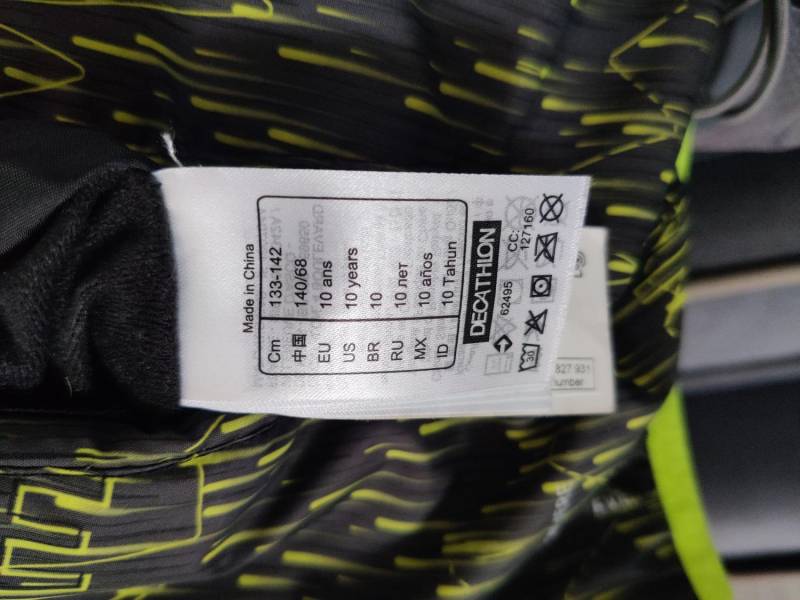 Made in China
Cm 133-142
中国 140/68
EU 10 ans
US 10 years
BR 10
RU 10 лет
MX 10 años
ID 10 Tahun
DECATHLON
62495 CC: 127160
30
827 931